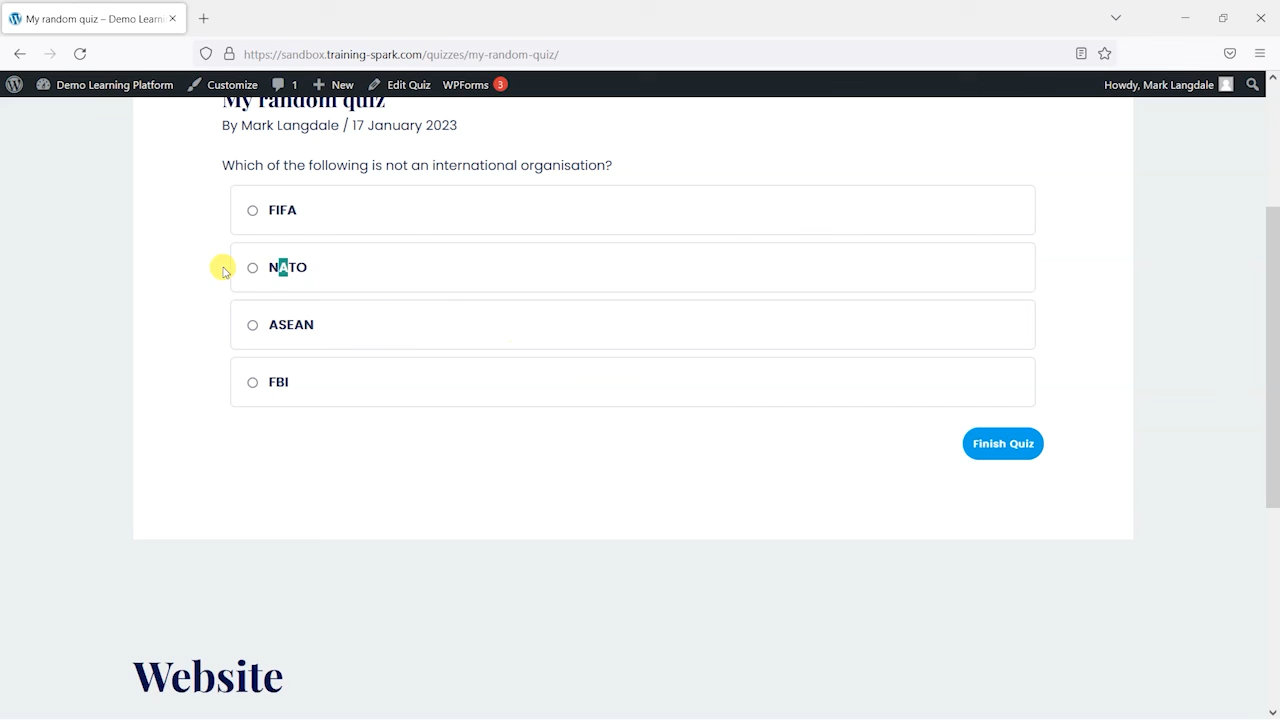 My random quiz – Demo Learni
https://sandbox.training-spark.com/quizzes/my-random-quiz/
Demo Learning Platform Customize 1 New Edit Quiz WPForms 3 Howdy, Mark Langdale
My random quiz
By Mark Langdale / 17 January 2023
Which of the following is not an international organisation?
FIFA
NATO
ASEAN
FBI
Finish Quiz
Website